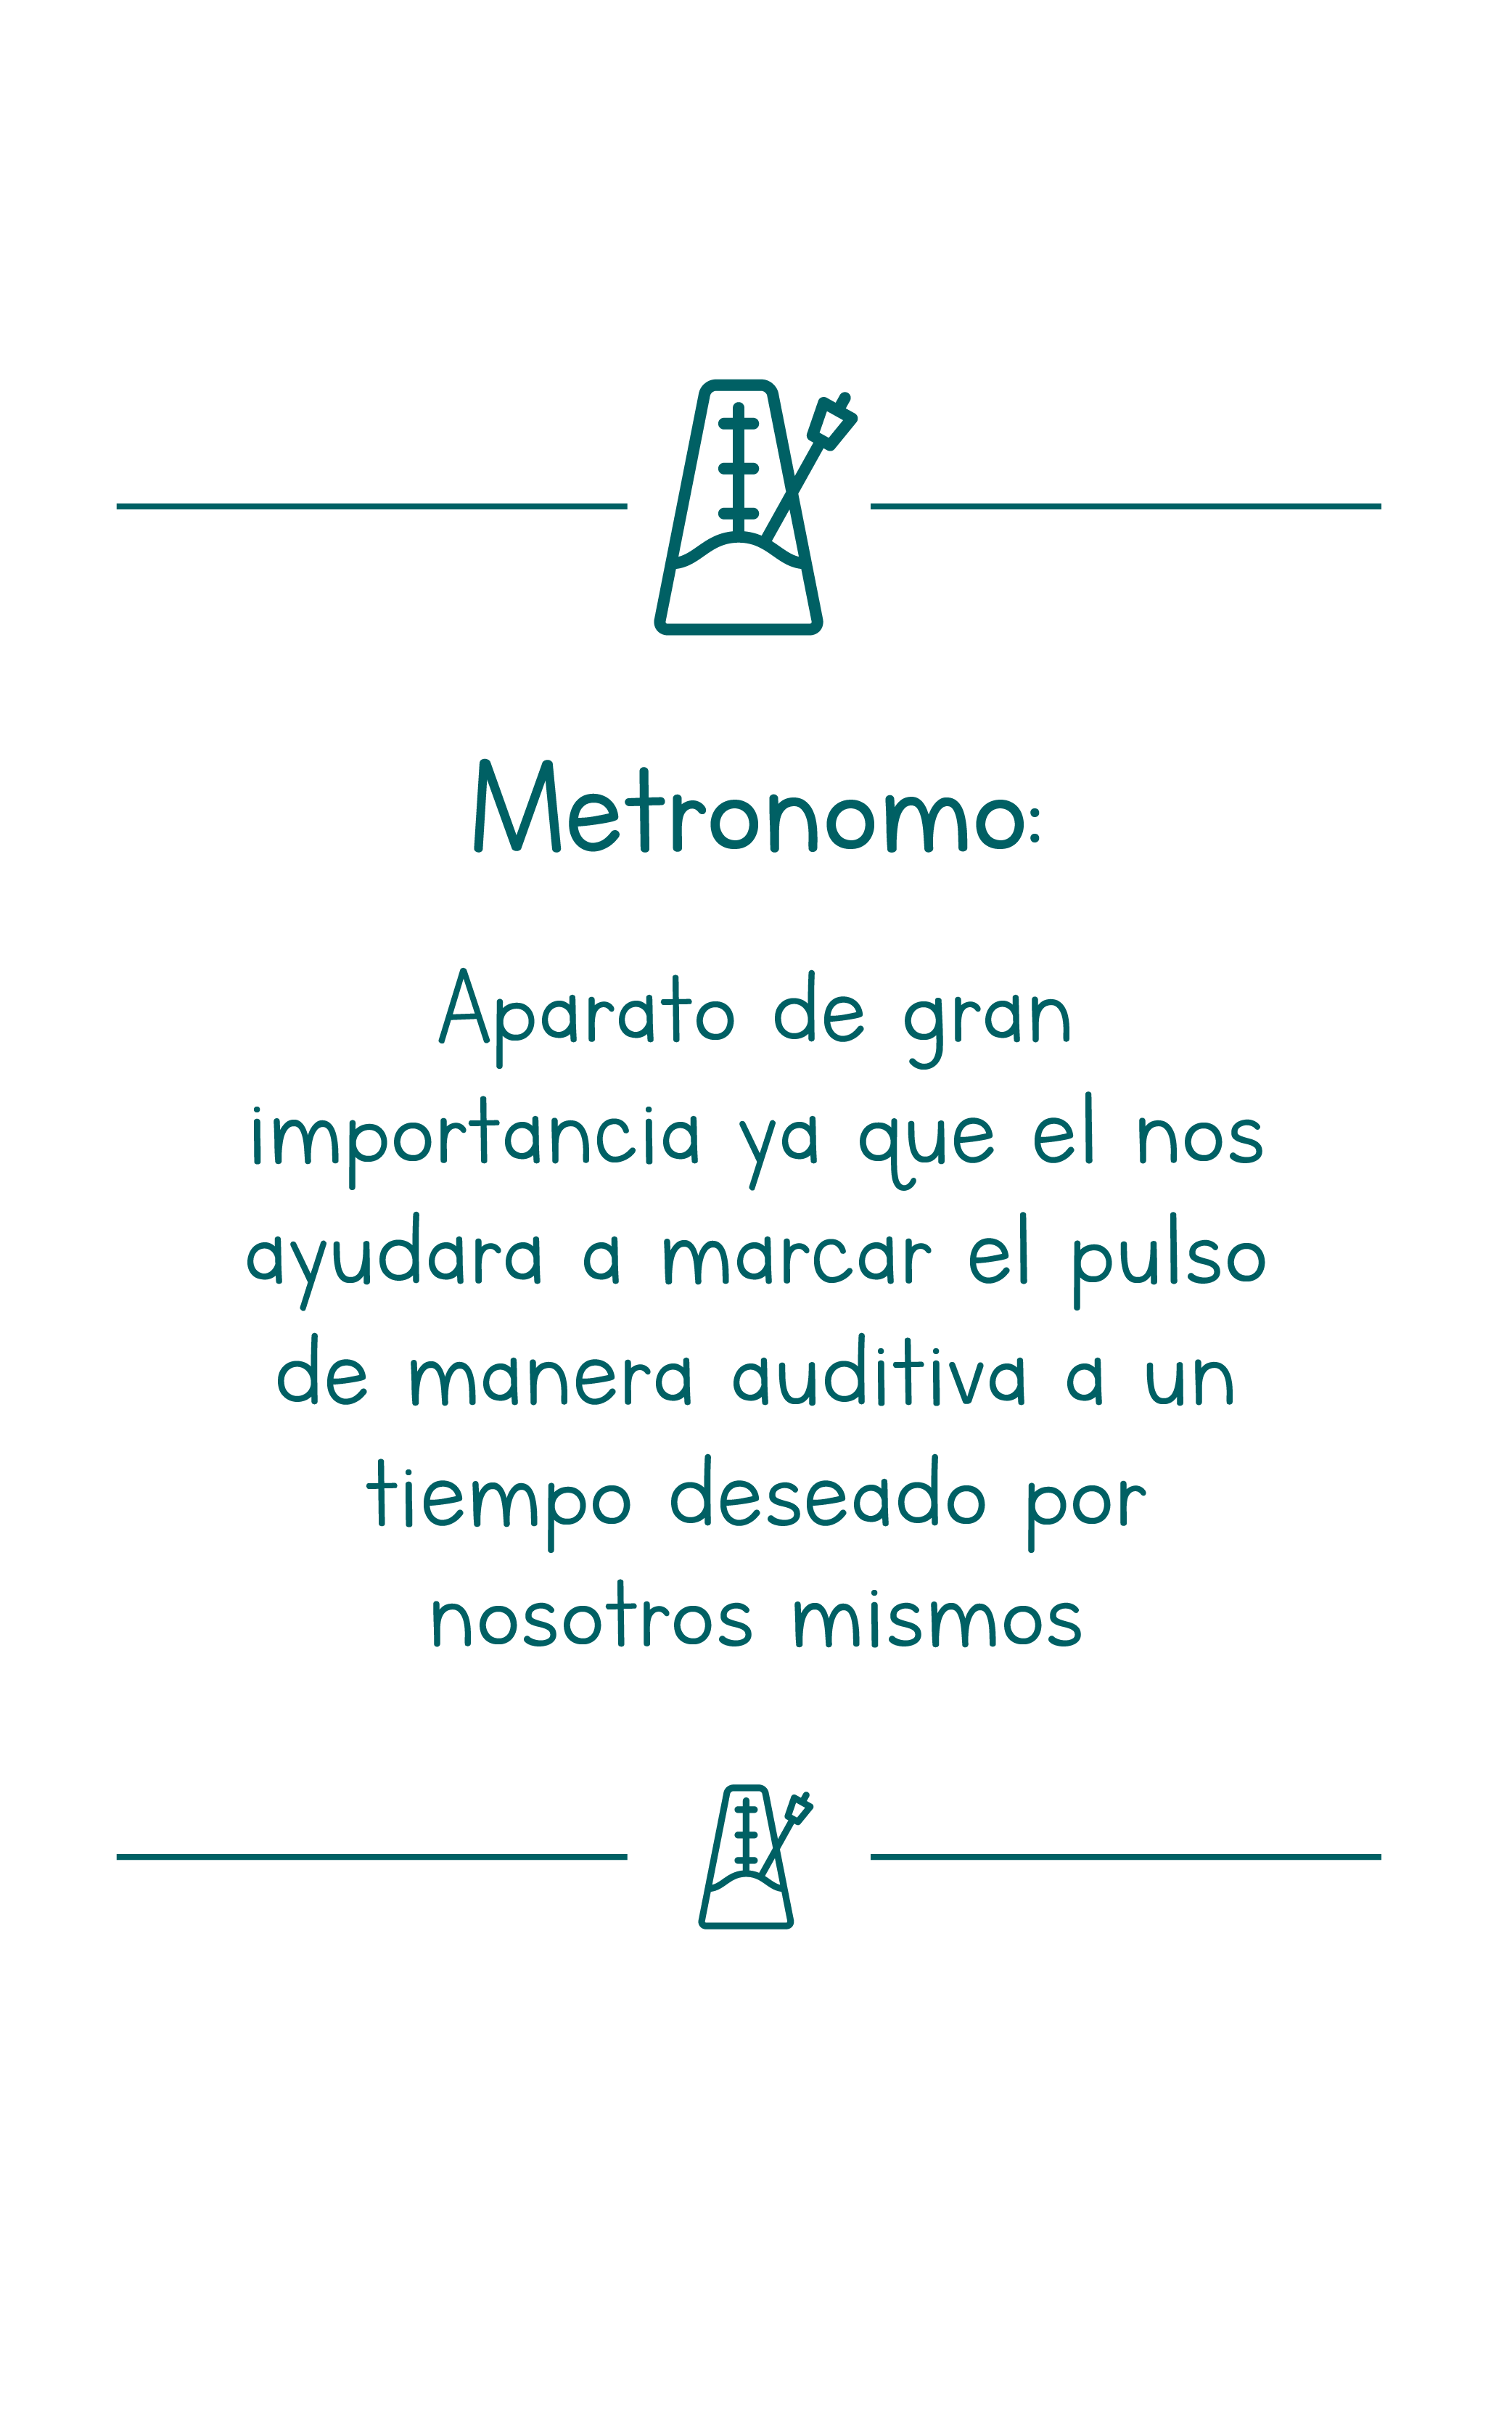 Metronomo:
Aparato de gran
importancia ya que el nos
ayudara a marcar el pulso
de manera auditiva a un
tiempo deseado por
nosotros mismos